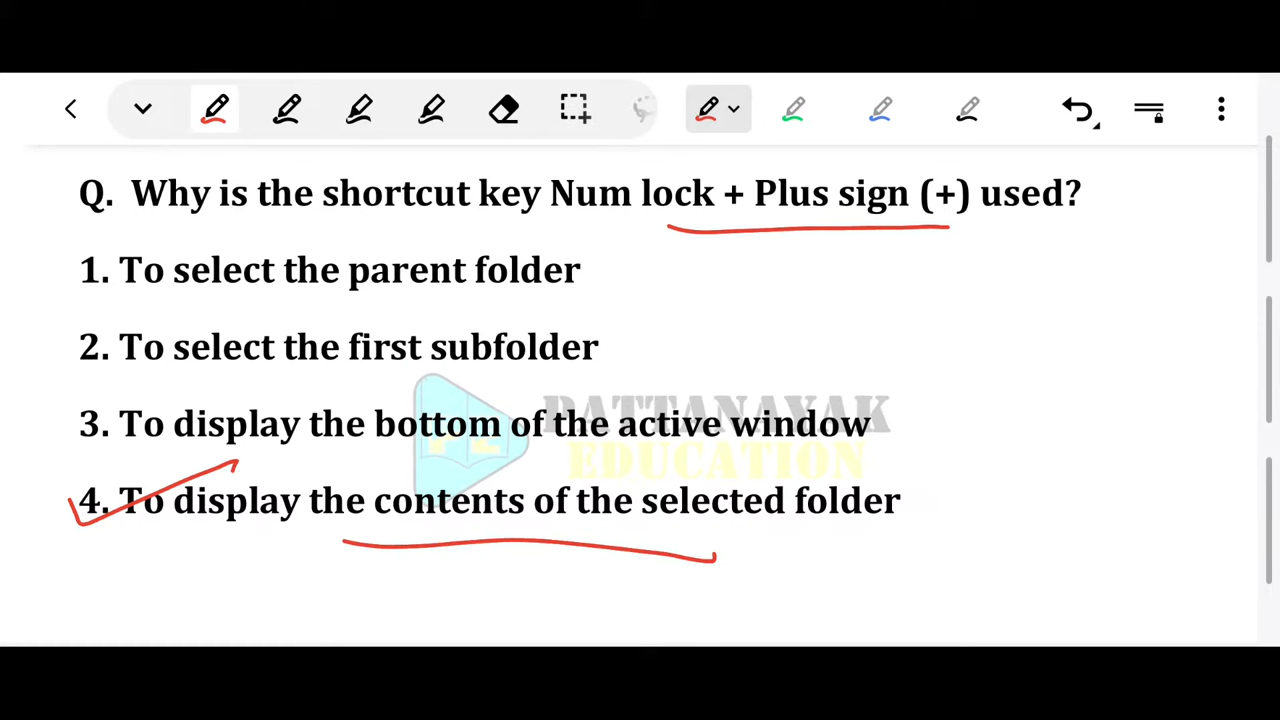 Q. Why is the shortcut key Num lock + Plus sign (+) used?
1. To select the parent folder
2. To select the first subfolder
3. To display the bottom of the active window
4. To display the contents of the selected folder
PATTANAYAK
EDUCATION